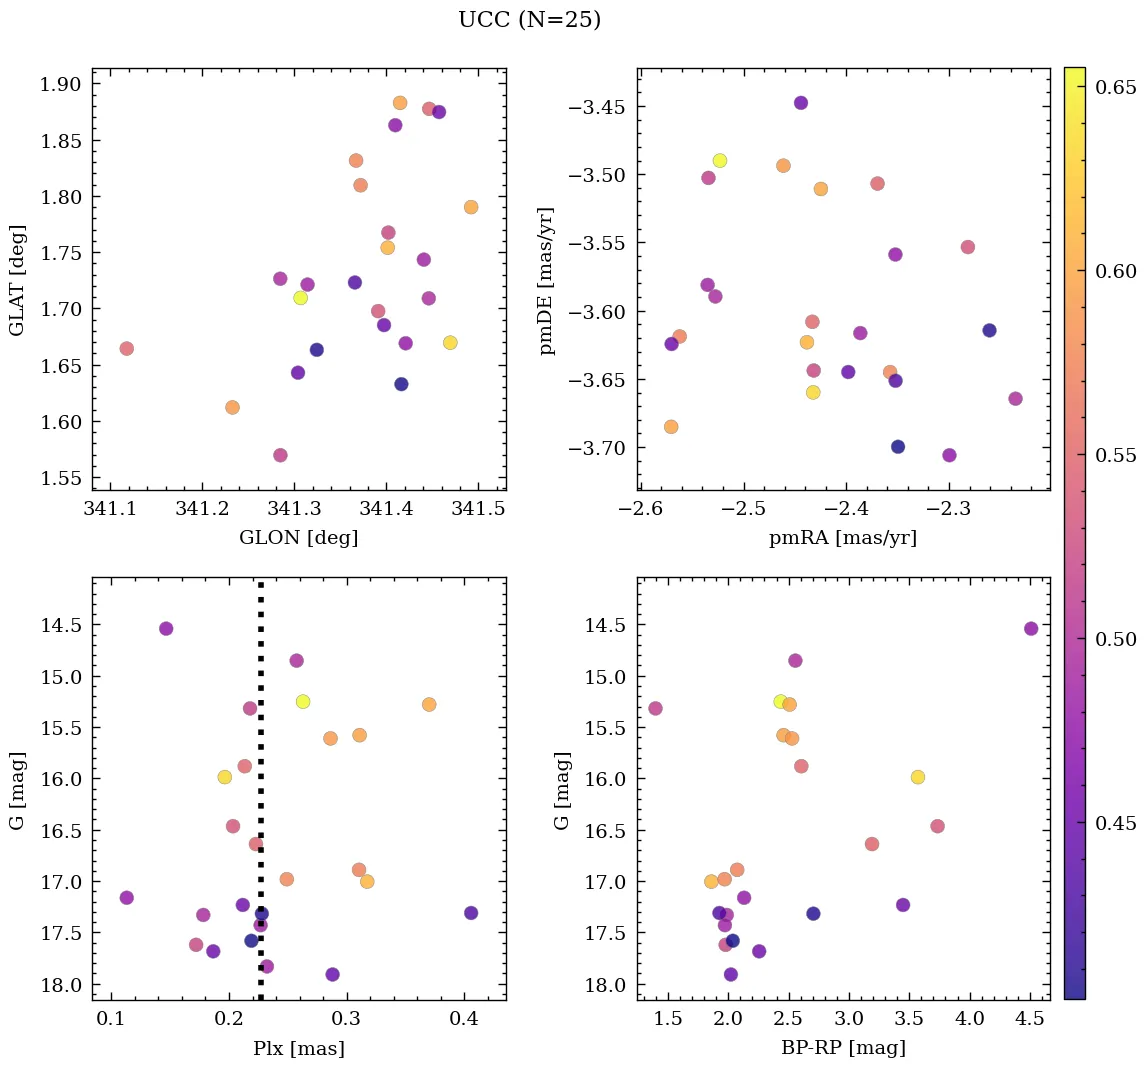 UCC (N=25)
1.90
1.85
1.80
1.75
1.70
1.65
1.60
1.55
GLAT [deg]
341.1 341.2 341.3 341.4 341.5
GLON [deg]
−3.45
−3.50
−3.55
−3.60
−3.65
−3.70
pmDE [mas/yr]
−2.6 −2.5 −2.4 −2.3
pmRA [mas/yr]
0.65
0.60
0.55
0.50
0.45
14.5
15.0
15.5
16.0
16.5
17.0
17.5
18.0
G [mag]
0.1 0.2 0.3 0.4
Plx [mas]
14.5
15.0
15.5
16.0
16.5
17.0
17.5
18.0
G [mag]
1.5 2.0 2.5 3.0 3.5 4.0 4.5
BP-RP [mag]